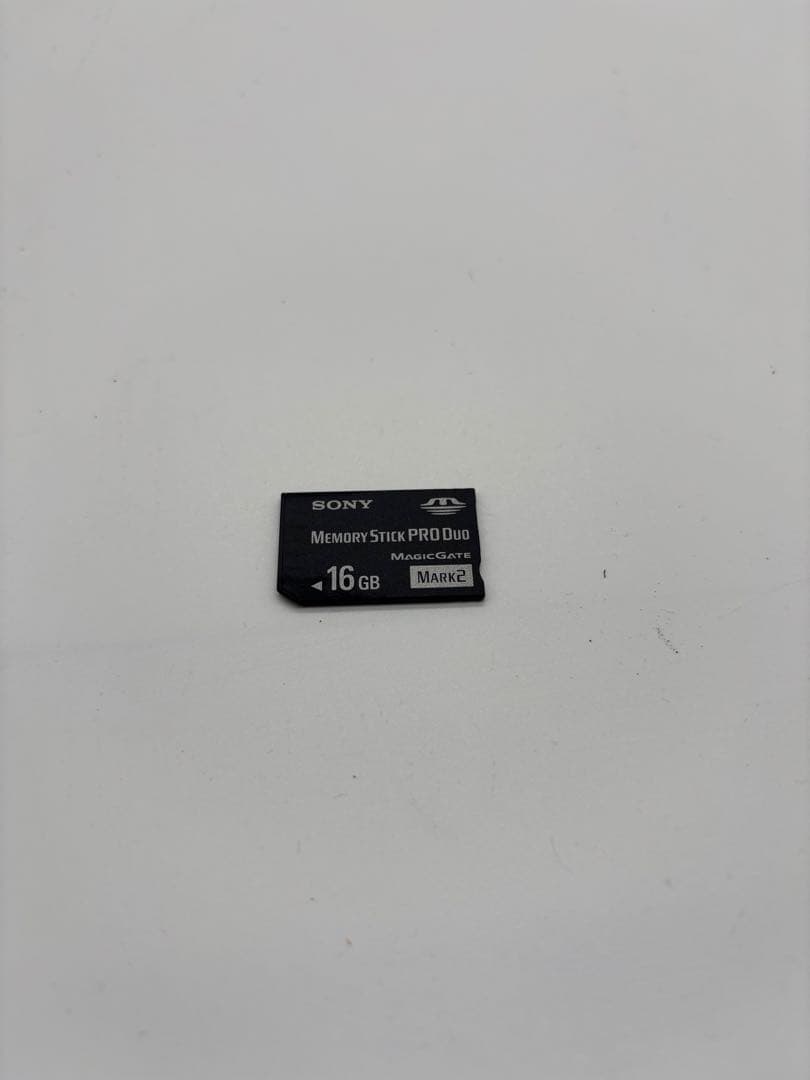 SONY
MEMORY STICK PRO DUO
MAGICGATE
16 GB MARK2